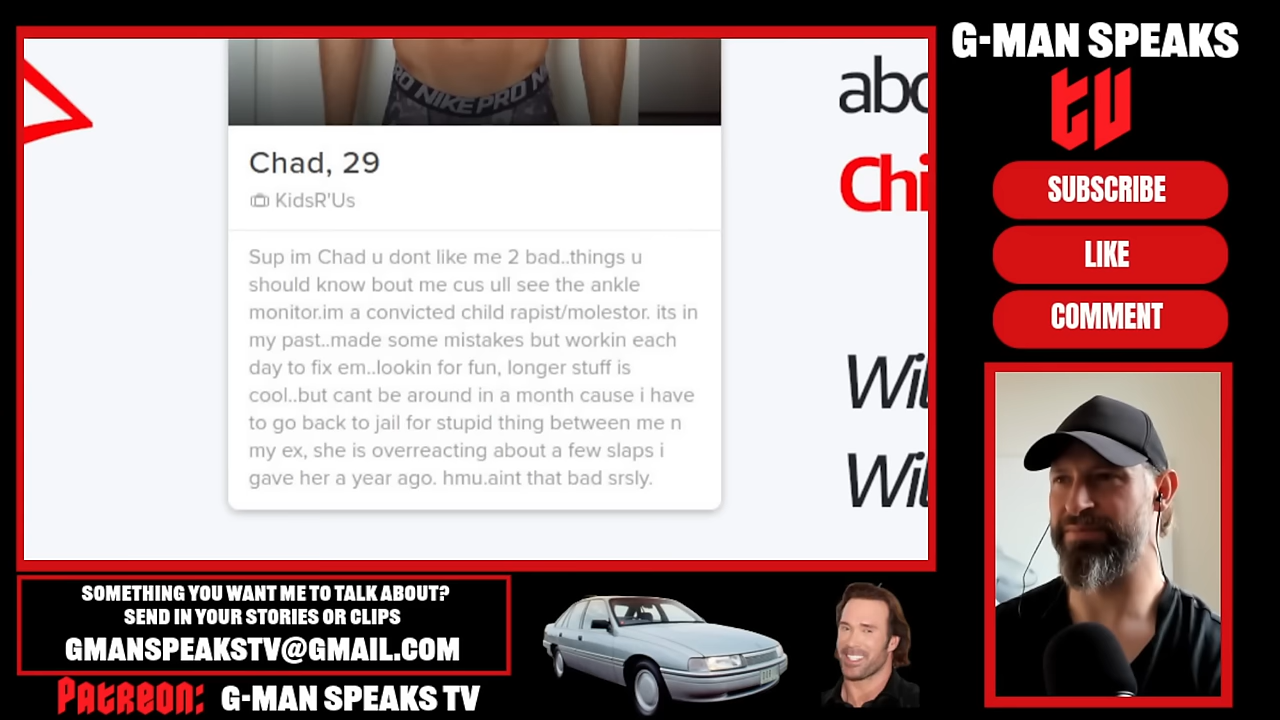 G-MAN SPEAKS
tv
SUBSCRIBE
LIKE
COMMENT
PRO NIKE PRO NIK
Chad, 29
KidsR'Us
Sup im Chad u dont like me 2 bad..things u
should know bout me cus ull see the ankle
monitor.im a convicted child rapist/molestor. its in
my past..made some mistakes but workin each
day to fix em..lookin for fun, longer stuff is
cool..but cant be around in a month cause i have
to go back to jail for stupid thing between me n
my ex, she is overreacting about a few slaps i
gave her a year ago. hmu.aint that bad srsly.
abo
Chi
Wil
Wil
SOMETHING YOU WANT ME TO TALK ABOUT?
SEND IN YOUR STORIES OR CLIPS
GMANSPEAKSTV@GMAIL.COM
Patreon: G-MAN SPEAKS TV